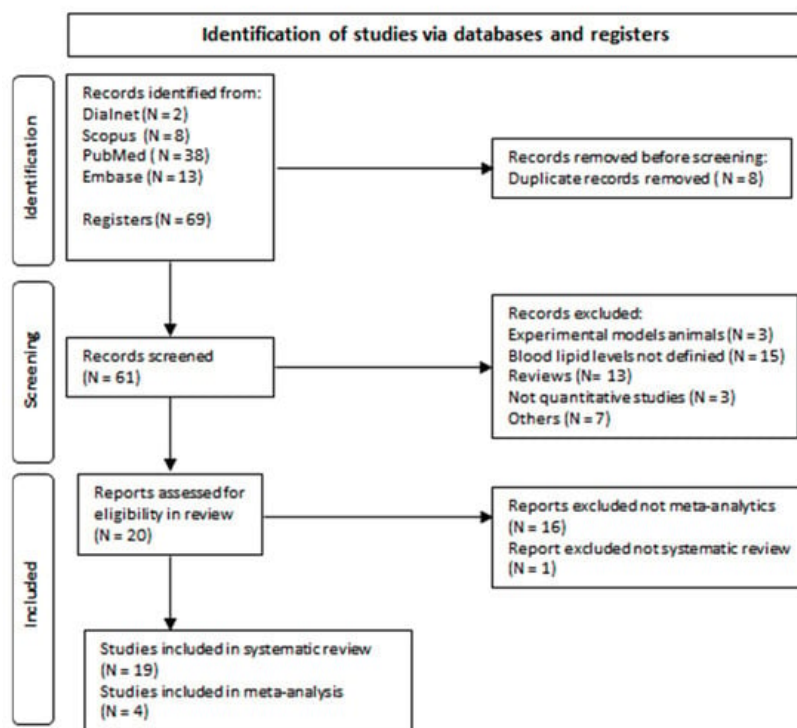 Identification of studies via databases and registers
Identification
Records identified from:
Dialnet (N = 2)
Scopus (N = 8)
PubMed ( N = 38)
Embase (N = 13)
Registers (N = 69)
Records removed before screening:
Duplicate records removed ( N = 8)
Screening
Records screened
(N = 61)
Records excluded:
Experimental models animals (N = 3)
Blood lipid levels not definied (N = 15)
Reviews (N= 13)
Not quantitative studies (N = 3)
Others (N = 7)
Included
Reports assessed for
eligibility in review
(N = 20)
Reports excluded not meta-analytics
(N = 16)
Report excluded not systematic review
(N = 1)
Studies included in systematic review
(N = 19)
Studies included in meta-analysis
(N = 4)